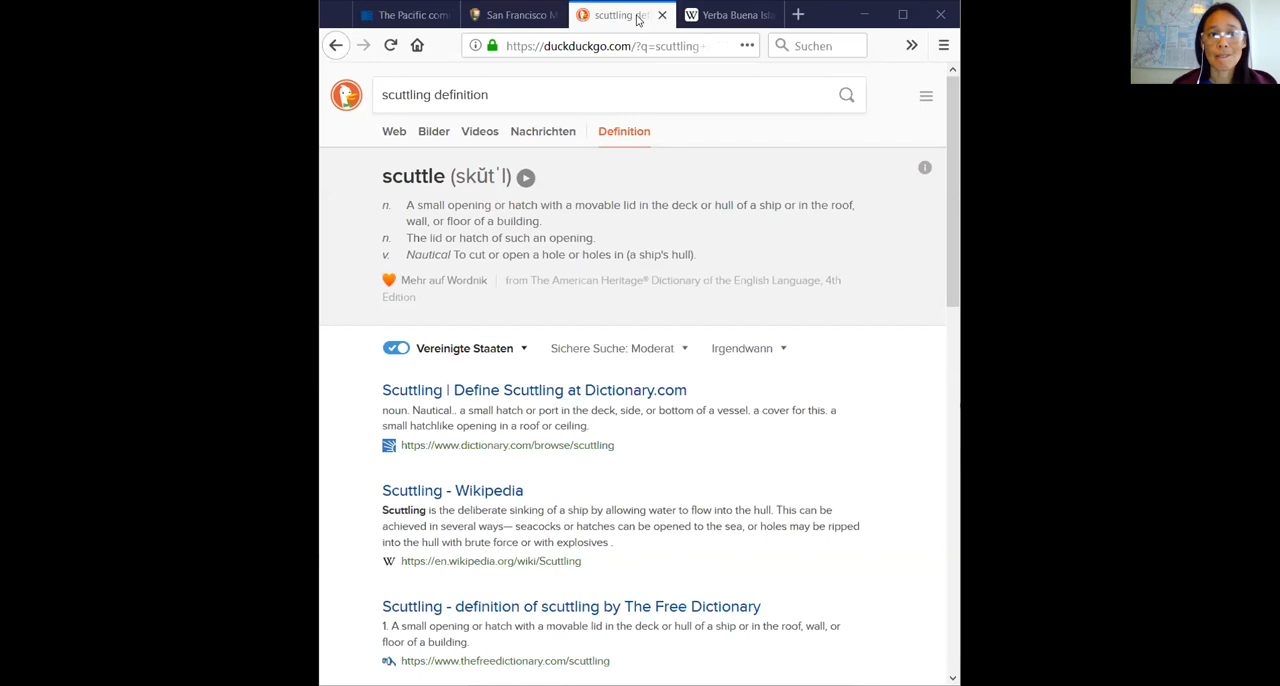 The Pacific com
San Francisco M
scuttling def
Yerba Buena Isla
https://duckduckgo.com/?q=scuttling+
Suchen
scuttling definition
Web Bilder Videos Nachrichten Definition
scuttle (skŭtˈl)
n. A small opening or hatch with a movable lid in the deck or hull of a ship or in the roof,
wall, or floor of a building.
n. The lid or hatch of such an opening.
v. Nautical To cut or open a hole or holes in (a ship's hull).
Mehr auf Wordnik from The American Heritage® Dictionary of the English Language, 4th
Edition
Vereinigte Staaten Sichere Suche: Moderat Irgendwann
Scuttling | Define Scuttling at Dictionary.com
noun. Nautical.. a small hatch or port in the deck, side, or bottom of a vessel. a cover for this. a
small hatchlike opening in a roof or ceiling.
https://www.dictionary.com/browse/scuttling
Scuttling - Wikipedia
Scuttling is the deliberate sinking of a ship by allowing water to flow into the hull. This can be
achieved in several ways— seacocks or hatches can be opened to the sea, or holes may be ripped
into the hull with brute force or with explosives .
W https://en.wikipedia.org/wiki/Scuttling
Scuttling - definition of scuttling by The Free Dictionary
1. A small opening or hatch with a movable lid in the deck or hull of a ship or in the roof, wall, or
floor of a building.
https://www.thefreedictionary.com/scuttling